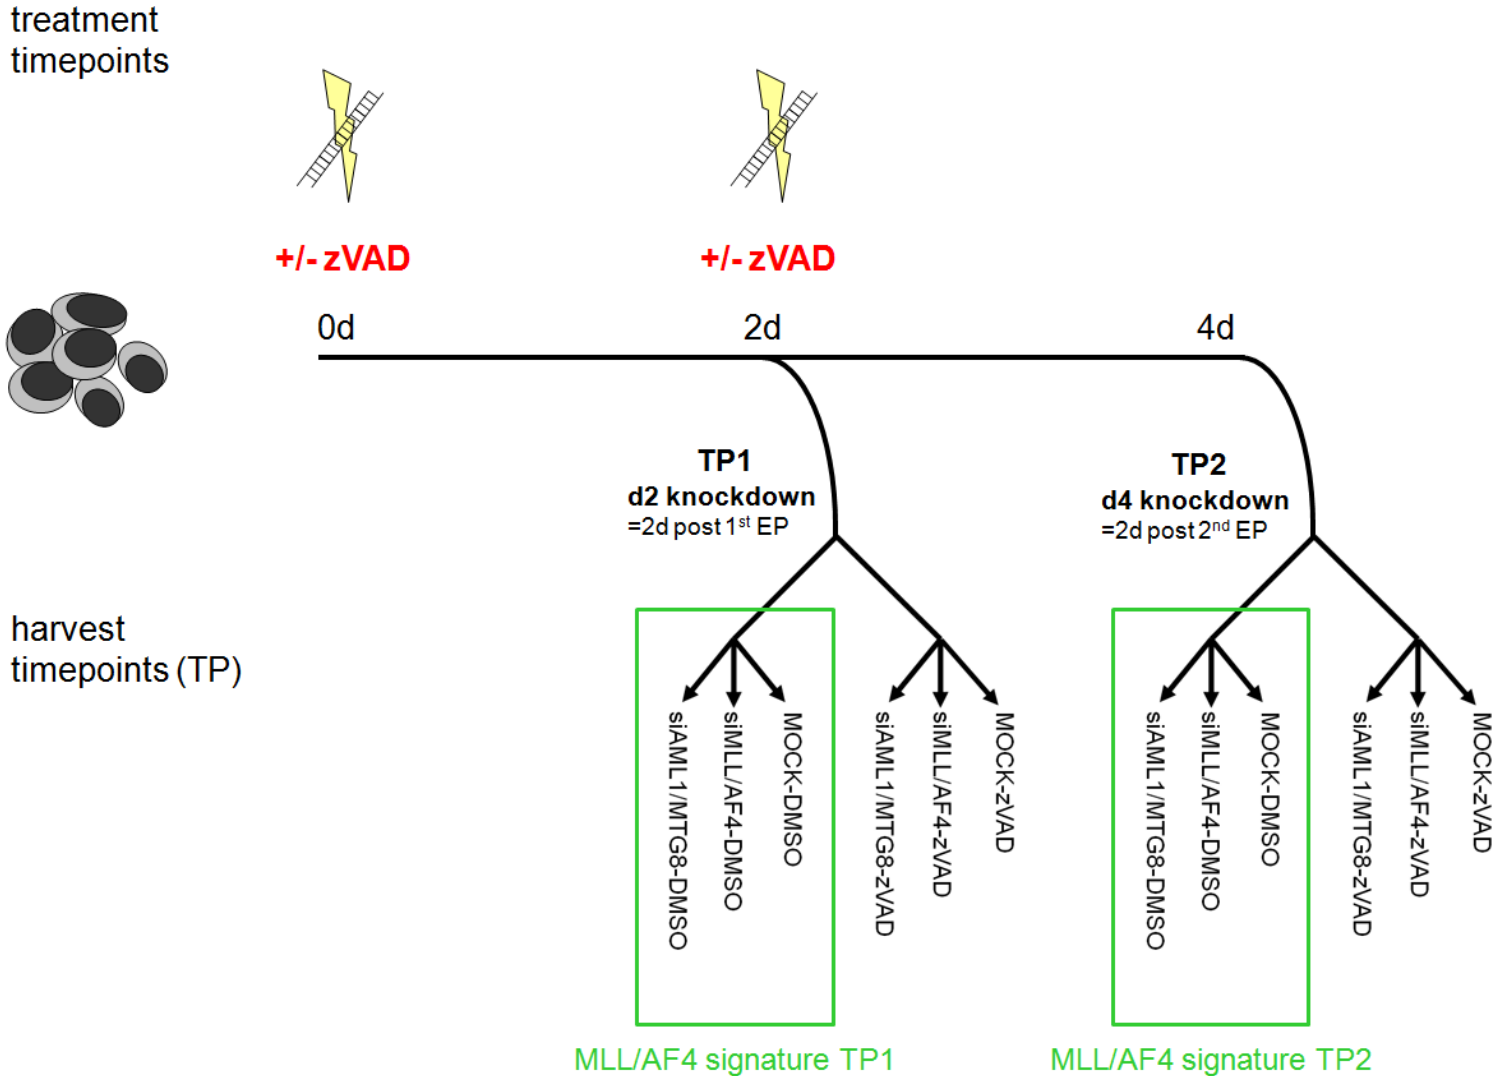 treatment
timepoints
+/- zVAD
+/- zVAD
0d
2d
4d
TP1
d2 knockdown
=2d post 1st EP
TP2
d4 knockdown
=2d post 2nd EP
harvest
timepoints (TP)
siAML1/MTG8-DMSO
siMLL/AF4-DMSO
MOCK-DMSO
siAML1/MTG8-zVAD
siMLL/AF4-zVAD
MOCK-zVAD
siAML1/MTG8-DMSO
siMLL/AF4-DMSO
MOCK-DMSO
siAML1/MTG8-zVAD
siMLL/AF4-zVAD
MOCK-zVAD
MLL/AF4 signature TP1
MLL/AF4 signature TP2